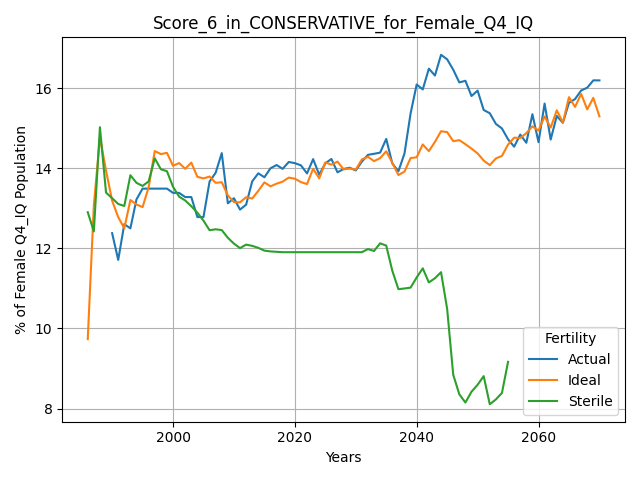 Score_6_in_CONSERVATIVE_for_Female_Q4_IQ
% of Female Q4_IQ Population
16
14
12
10
8
2000 2020 2040 2060
Years
Fertility
Actual
Ideal
Sterile